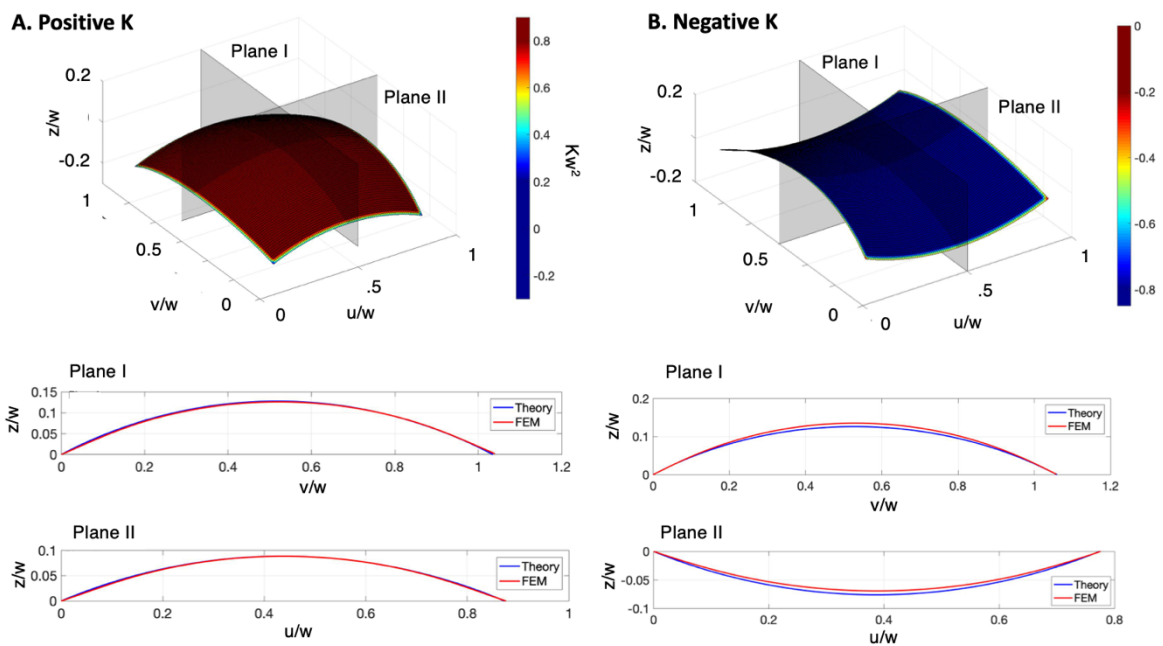 A. Positive K
Plane I
Plane II
0.2
-0.2
z/w
1
0.5
0
v/w
0
.5
1
u/w
0.8
0.6
0.4
0.2
0
-0.2
Kw²
B. Negative K
Plane I
Plane II
0.2
-0.2
z/w
1
0.5
0
v/w
0
.5
1
u/w
0
-0.2
-0.4
-0.6
-0.8
Plane I
0.15
0.1
0.05
0
z/w
Theory
FEM
0 0.2 0.4 0.6 0.8 1 1.2
v/w
Plane I
0.2
0.1
0
z/w
Theory
FEM
0 0.2 0.4 0.6 0.8 1 1.2
v/w
Plane II
0.1
0.05
0
z/w
Theory
FEM
0 0.2 0.4 0.6 0.8 1
u/w
Plane II
0
-0.05
-0.1
z/w
Theory
FEM
0 0.2 0.4 0.6 0.8
u/w